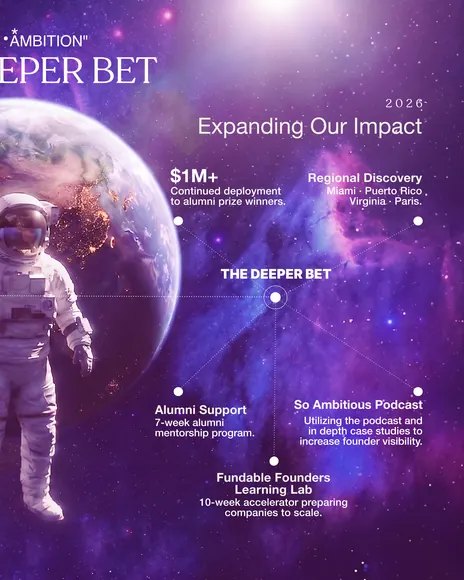 "AMBITION"
EPER BET
2026
Expanding Our Impact
$1M+
Continued deployment
to alumni prize winners.
Regional Discovery
Miami · Puerto Rico
Virginia · Paris.
THE DEEPER BET
Alumni Support
7-week alumni
mentorship program.
So Ambitious Podcast
Utilizing the podcast and
in depth case studies to
increase founder visibility.
Fundable Founders
Learning Lab
10-week accelerator preparing
companies to scale.